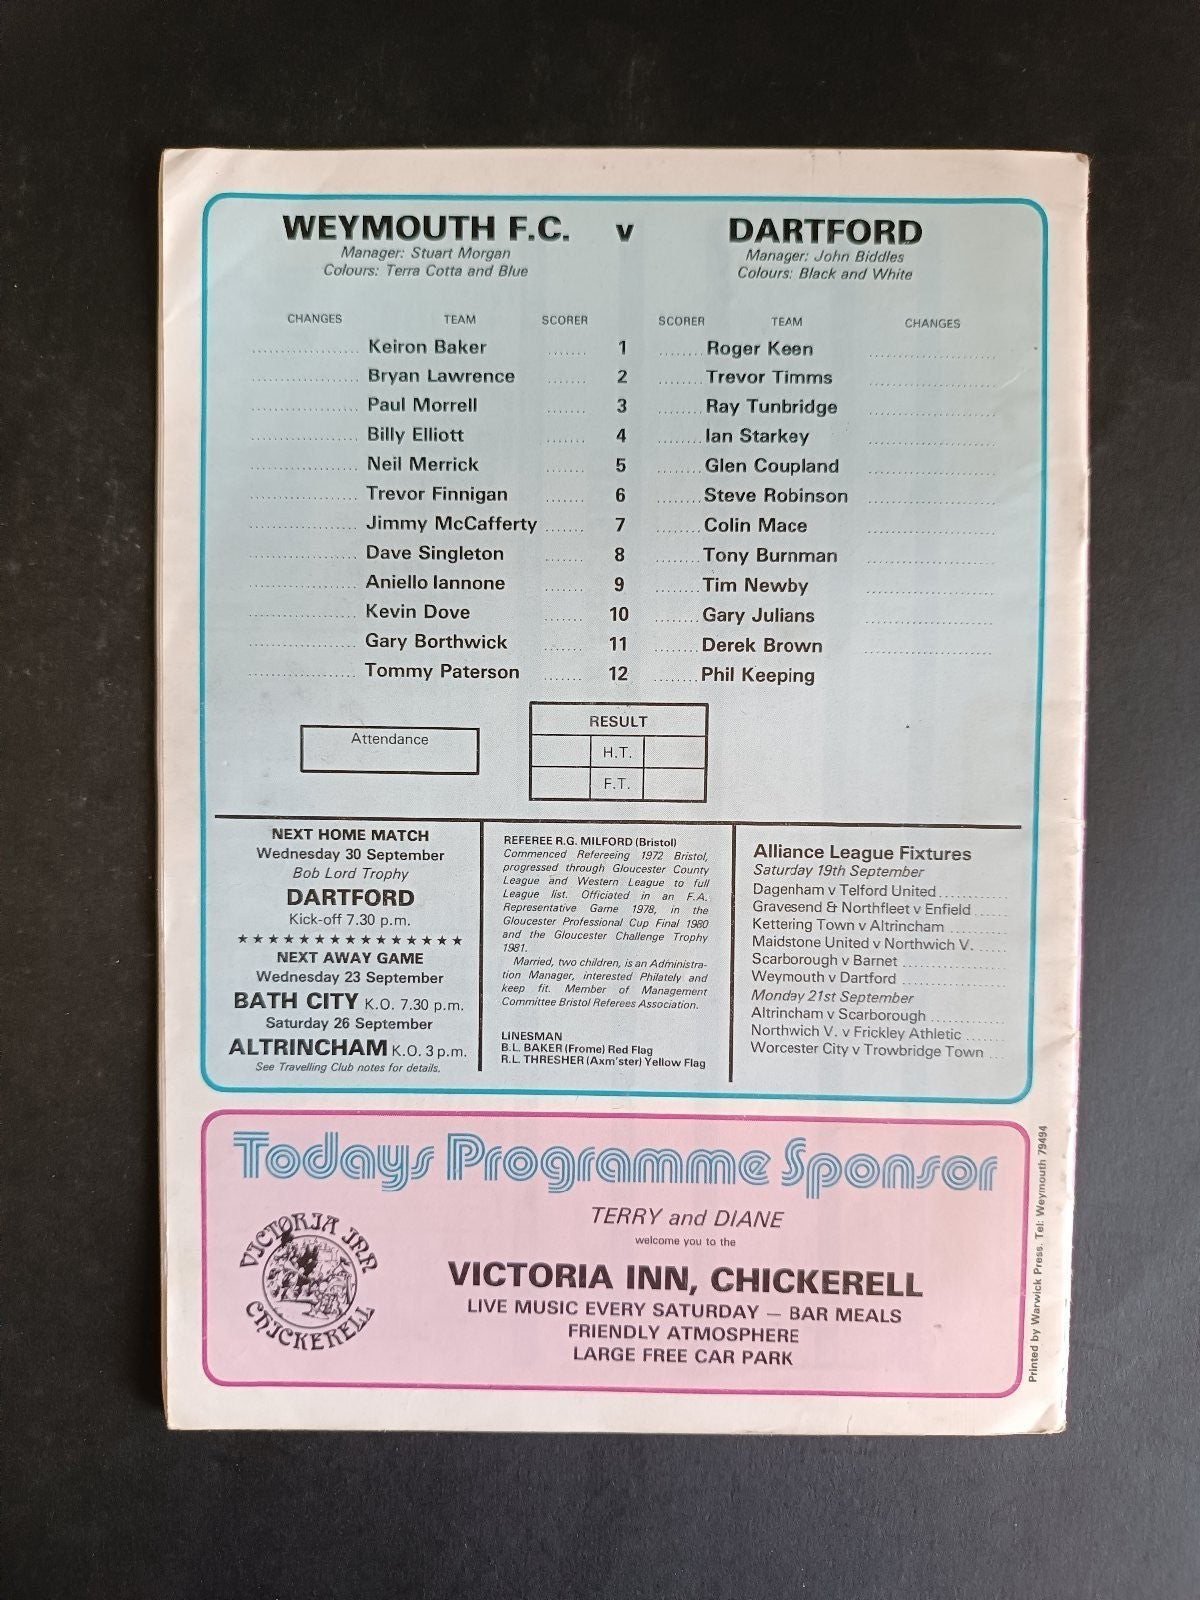 WEYMOUTH F.C. v DARTFORD
Manager: Stuart Morgan
Manager: John Biddles
Colours: Terra Cotta and Blue
Colours: Black and White
CHANGES TEAM SCORER SCORER TEAM CHANGES
Keiron Baker 1 Roger Keen
Bryan Lawrence 2 Trevor Timms
Paul Morrell 3 Ray Tunbridge
Billy Elliott 4 Ian Starkey
Neil Merrick 5 Glen Coupland
Trevor Finnigan 6 Steve Robinson
Jimmy McCafferty 7 Colin Mace
Dave Singleton 8 Tony Burnman
Aniello Iannone 9 Tim Newby
Kevin Dove 10 Gary Julians
Gary Borthwick 11 Derek Brown
Tommy Paterson 12 Phil Keeping
Attendance
RESULT
H.T.
F.T.
NEXT HOME MATCH
Wednesday 30 September
Bob Lord Trophy
DARTFORD
Kick-off 7.30 p.m.
★★★★★★★★★★★★★★★
NEXT AWAY GAME
Wednesday 23 September
BATH CITY K.O. 7.30 p.m.
Saturday 26 September
ALTRINCHAM K.O. 3 p.m.
See Travelling Club notes for details.
REFEREE R.G. MILFORD (Bristol)
Commenced Refereeing 1972 Bristol,
progressed through Gloucester County
League and Western League to full
League list. Officiated in an F.A.
Representative Game 1978, in the
Gloucester Professional Cup Final 1980
and the Gloucester Challenge Trophy
1981.
Married, two children, is an Administra-
tion Manager, interested Philately and
keep fit. Member of Management
Committee Bristol Referees Association.
LINESMAN
B.L. BAKER (Frome) Red Flag
R.L. THRESHER (Axm'ster) Yellow Flag
Alliance League Fixtures
Saturday 19th September
Dagenham v Telford United
Gravesend & Northfleet v Enfield
Kettering Town v Altrincham
Maidstone United v Northwich V.
Scarborough v Barnet
Weymouth v Dartford
Monday 21st September
Altrincham v Scarborough
Northwich V. v Frickley Athletic
Worcester City v Trowbridge Town
Todays Programme Sponsor
VICTORIA INN
CHICKERELL
TERRY and DIANE
welcome you to the
VICTORIA INN, CHICKERELL
LIVE MUSIC EVERY SATURDAY — BAR MEALS
FRIENDLY ATMOSPHERE
LARGE FREE CAR PARK
Printed by Warwick Press. Tel: Weymouth 79494